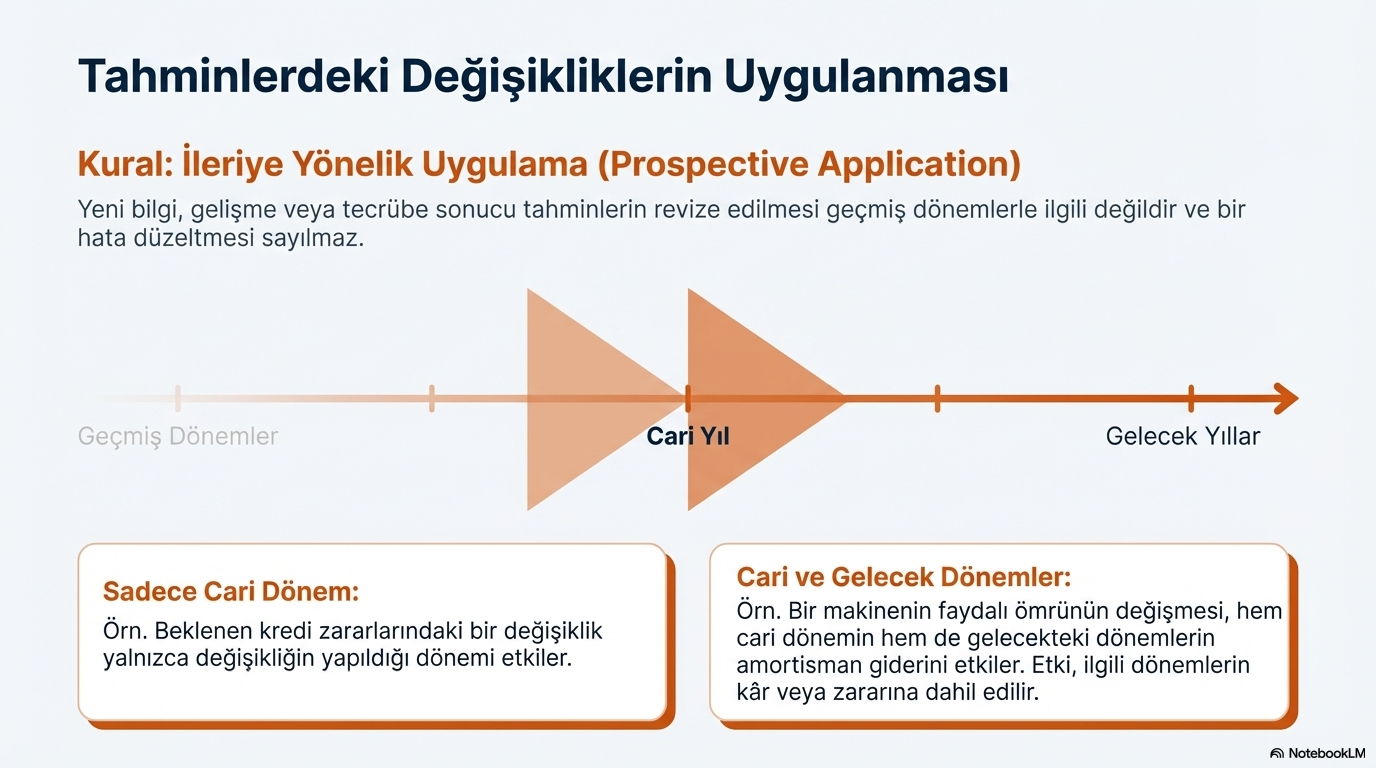 Tahminlerdeki Değişikliklerin Uygulanması
Kural: İleriye Yönelik Uygulama (Prospective Application)
Yeni bilgi, gelişme veya tecrübe sonucu tahminlerin revize edilmesi geçmiş dönemlerle ilgili değildir ve bir
hata düzeltmesi sayılmaz.
Geçmiş Dönemler
Cari Yıl
Gelecek Yıllar
Sadece Cari Dönem:
Örn. Beklenen kredi zararlarındaki bir değişiklik
yalnızca değişikliğin yapıldığı dönemi etkiler.
Cari ve Gelecek Dönemler:
Örn. Bir makinenin faydalı ömrünün değişmesi, hem
cari dönemin hem de gelecekteki dönemlerin
amortisman giderini etkiler. Etki, ilgili dönemlerin
kâr veya zararına dahil edilir.
NotebookLM